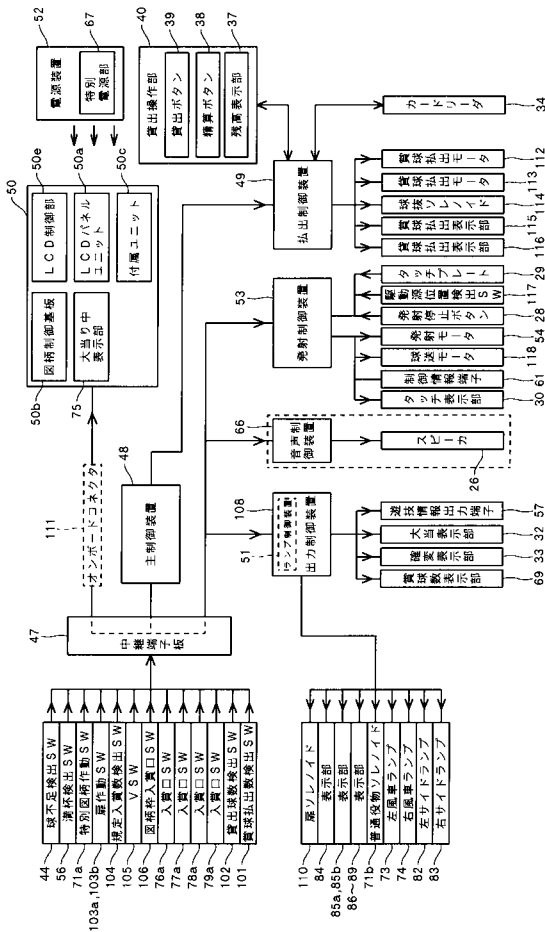 52
電源装置
67
特別電源部
40
貸出操作部
39
貸出ボタン
38
精算ボタン
37
残高表示部
50
50e
LCD制御部
50a
LCDパネルユニット
50c
付属ユニット
図柄制御基板
50b
大当り中表示部
75
111
オンボードコネクタ
48
主制御装置
47
中継端子板
49
払出制御装置
カードリーダ
34
賞球払出モータ
112
貸球払出モータ
113
球抜ソレノイド
114
賞球払出表示部
115
貸球払出表示部
116
53
発射制御装置
タッチプレート
29
駆動源位置検出SW
117
発射停止ボタン
28
発射モータ
54
球送モータ
118
制御情報端子
61
タッチ表示部
30
66
音声制御装置
スピーカ
26
108
51
ランプ制御装置
出力制御装置
遊技情報出力端子
57
大当表示部
32
確変表示部
33
賞球数表示部
69
44
球不足検出SW
56
満杯検出SW
71a
特別図柄作動SW
103a,103b
扉作動SW
104
規定入賞数検出SW
105
VSW
106
図柄枠入賞口SW
76a
入賞口SW
77a
入賞口SW
78a
入賞口SW
79a
入賞口SW
102
貸出球数検出SW
101
賞球払出数検出SW
110
扉ソレノイド
84
表示部
85a,85b
表示部
86～89
表示部
71b
普通役物ソレノイド
73
左風車ランプ
74
右風車ランプ
82
左サイドランプ
83
右サイドランプ